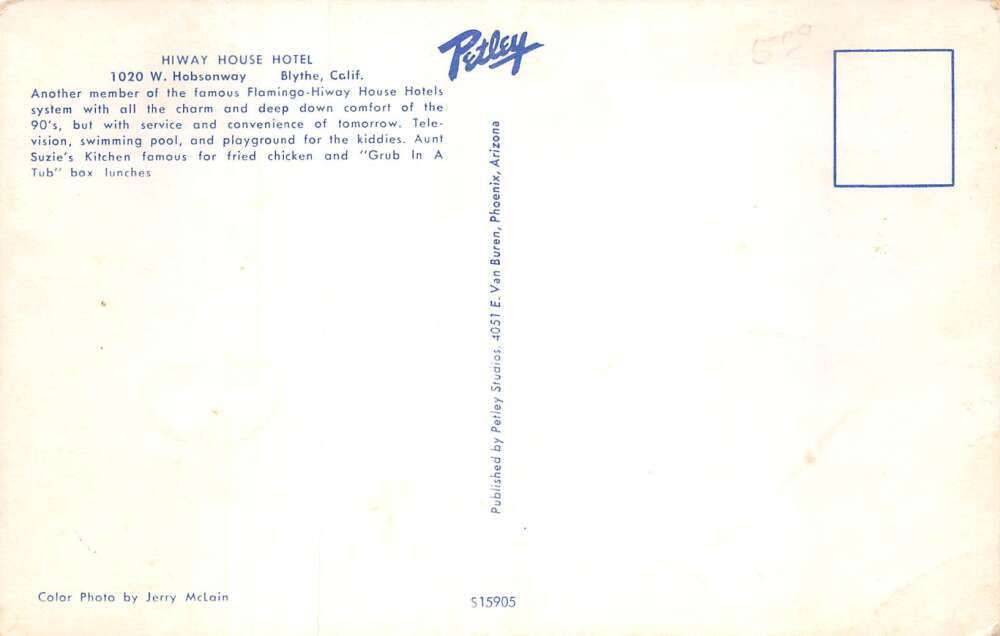 HIWAY HOUSE HOTEL
1020 W. Hobsonway Blythe, Calif.
Another member of the famous Flamingo-Hiway House Hotels
system with all the charm and deep down comfort of the
90's, but with service and convenience of tomorrow. Tele-
vision, swimming pool, and playground for the kiddies. Aunt
Suzie's Kitchen famous for fried chicken and "Grub In A
Tub" box lunches
Petley
Published by Petley Studios, 4051 E. Van Buren, Phoenix, Arizona
Color Photo by Jerry McLain
S15905